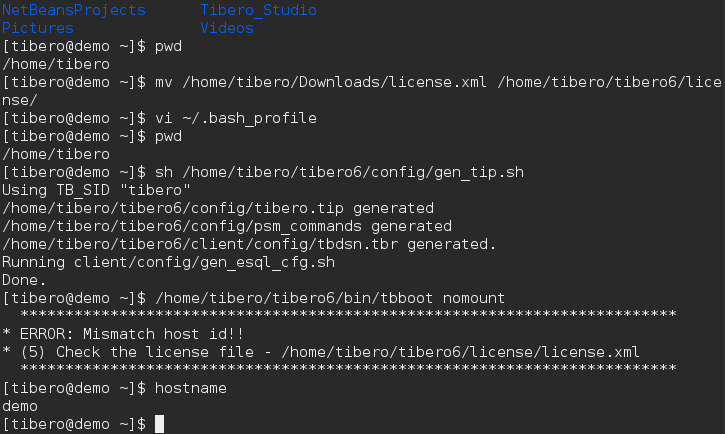 NetBeansProjects      Tibero_Studio
Pictures              Videos
[tibero@demo ~]$ pwd
/home/tibero
[tibero@demo ~]$ mv /home/tibero/Downloads/license.xml /home/tibero/tibero6/lice
nse/
[tibero@demo ~]$ vi ~/.bash_profile
[tibero@demo ~]$ pwd
/home/tibero
[tibero@demo ~]$ sh /home/tibero/tibero6/config/gen_tip.sh
Using TB_SID "tibero"
/home/tibero/tibero6/config/tibero.tip generated
/home/tibero/tibero6/config/psm_commands generated
/home/tibero/tibero6/client/config/tbdsn.tbr generated.
Running client/config/gen_esql_cfg.sh
Done.
[tibero@demo ~]$ /home/tibero/tibero6/bin/tbboot nomount
  *************************************************************************
* ERROR: Mismatch host id!!
* (5) Check the license file - /home/tibero/tibero6/license/license.xml
  *************************************************************************
[tibero@demo ~]$ hostname
demo
[tibero@demo ~]$